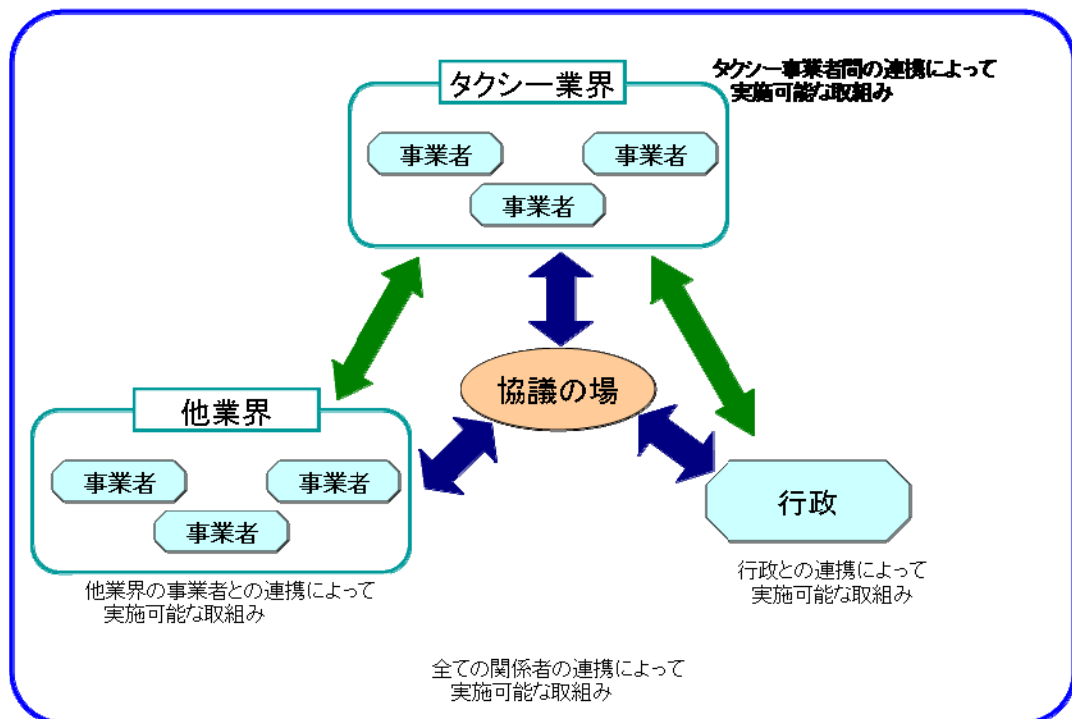 タクシー業界
タクシー事業者間の連携によって
実施可能な取組み
事業者
事業者
事業者
協議の場
他業界
事業者
事業者
事業者
行政
他業界の事業者との連携によって
実施可能な取組み
行政との連携によって
実施可能な取組み
全ての関係者の連携によって
実施可能な取組み